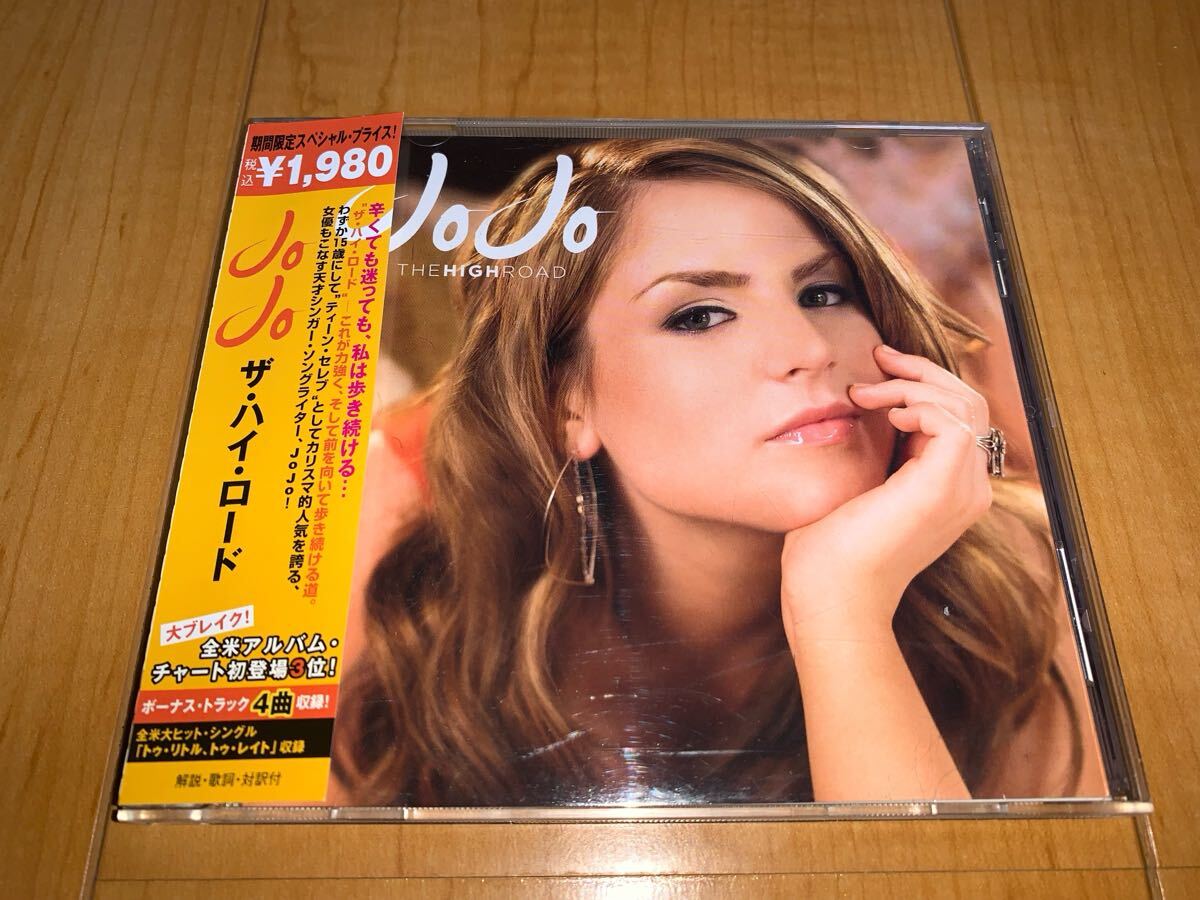 期間限定スペシャル・プライス!
税込 ¥1,980
JoJo
ザ・ハイ・ロード
辛くても迷っても、私は歩き続ける…
"ザ・ハイ・ロード"―これが力強く、そして前を向いて歩き続ける道。
わずか15歳にして"ティーン・セレブ"としてカリスマ的人気を誇る、
女優もこなす天才シンガー・ソングライター、JoJo!
大ブレイク!
全米アルバム・
チャート初登場3位!
ボーナス・トラック4曲収録!
全米大ヒット・シングル
「トゥ・リトル、トゥ・レイト」収録
解説・歌詞・対訳付
JoJo
THEHIGHROAD